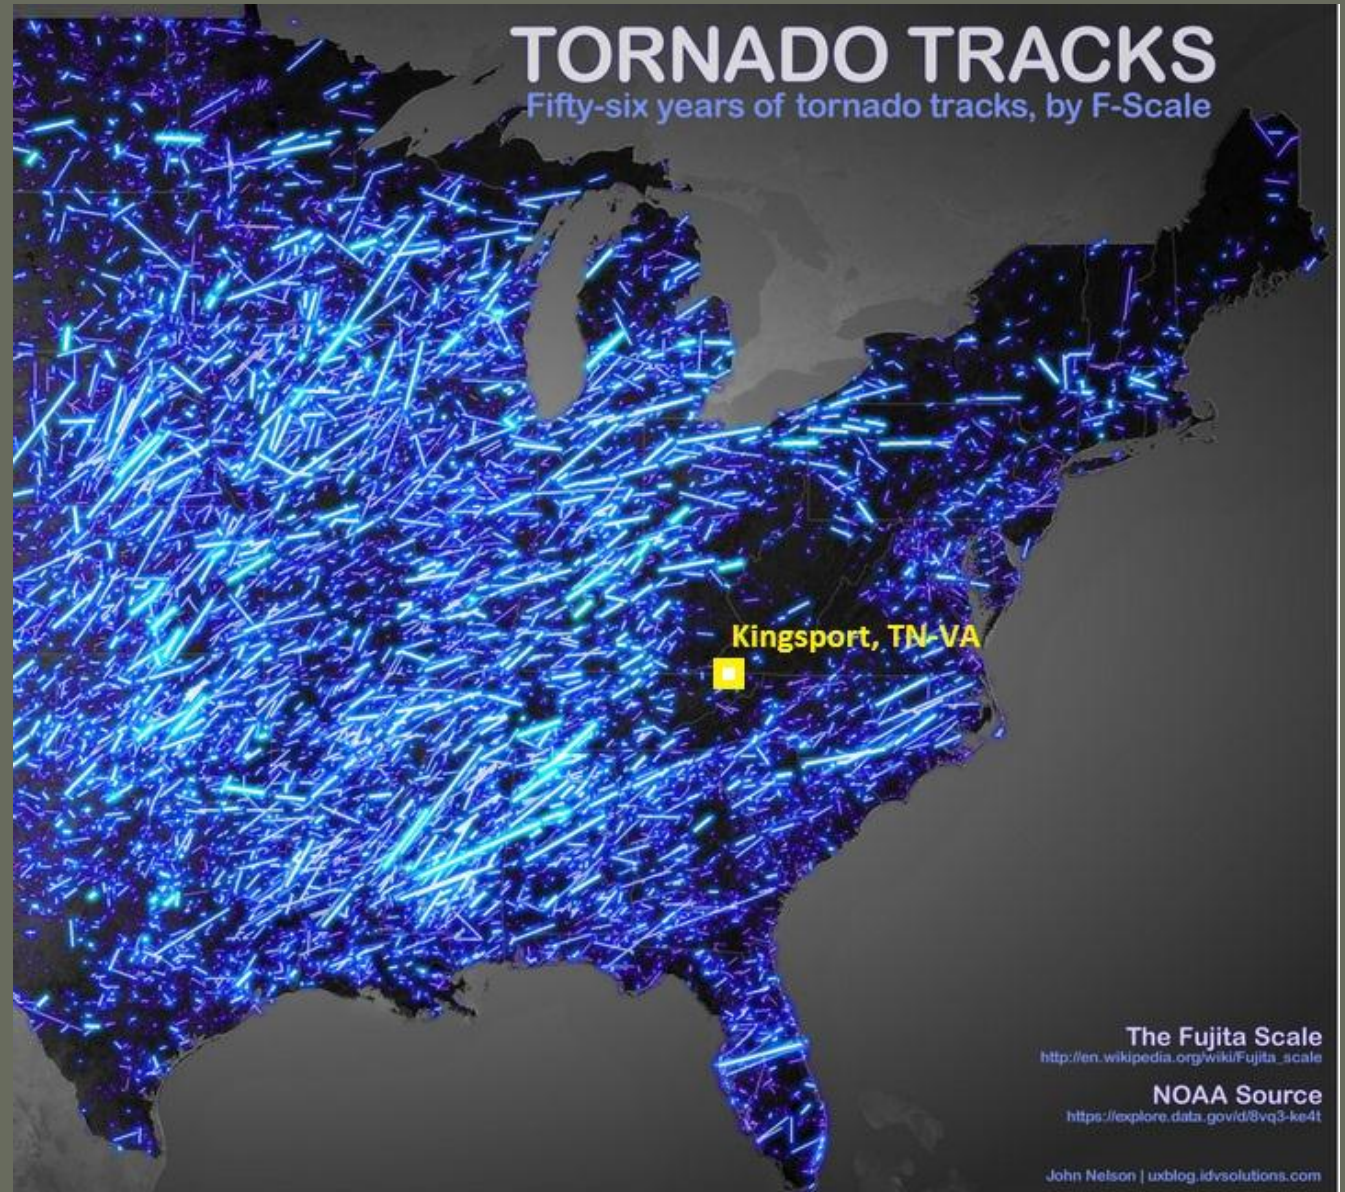 TORNADO TRACKS
Fifty-six years of tornado tracks, by F-Scale
Kingsport, TN-VA
The Fujita Scale
http://en.wikipedia.org/wiki/Fujita_scale
NOAA Source
https://explore.data.gov/d/8vq3-ke4t
John Nelson | uxblog.idvsolutions.com